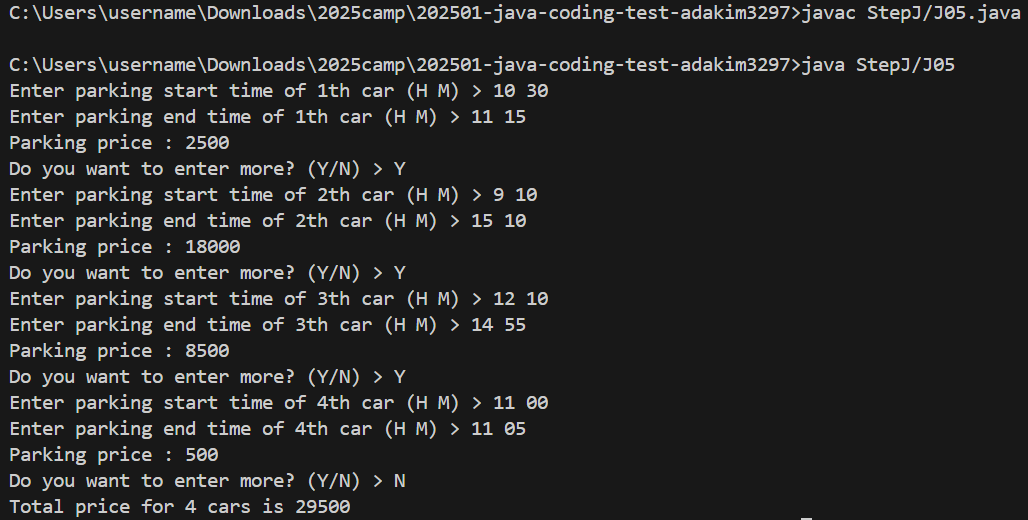 C:\Users\username\Downloads\2025camp\202501-java-coding-test-adakim3297>javac StepJ/J05.java
C:\Users\username\Downloads\2025camp\202501-java-coding-test-adakim3297>java StepJ/J05
Enter parking start time of 1th car (H M) > 10 30
Enter parking end time of 1th car (H M) > 11 15
Parking price : 2500
Do you want to enter more? (Y/N) > Y
Enter parking start time of 2th car (H M) > 9 10
Enter parking end time of 2th car (H M) > 15 10
Parking price : 18000
Do you want to enter more? (Y/N) > Y
Enter parking start time of 3th car (H M) > 12 10
Enter parking end time of 3th car (H M) > 14 55
Parking price : 8500
Do you want to enter more? (Y/N) > Y
Enter parking start time of 4th car (H M) > 11 00
Enter parking end time of 4th car (H M) > 11 05
Parking price : 500
Do you want to enter more? (Y/N) > N
Total price for 4 cars is 29500